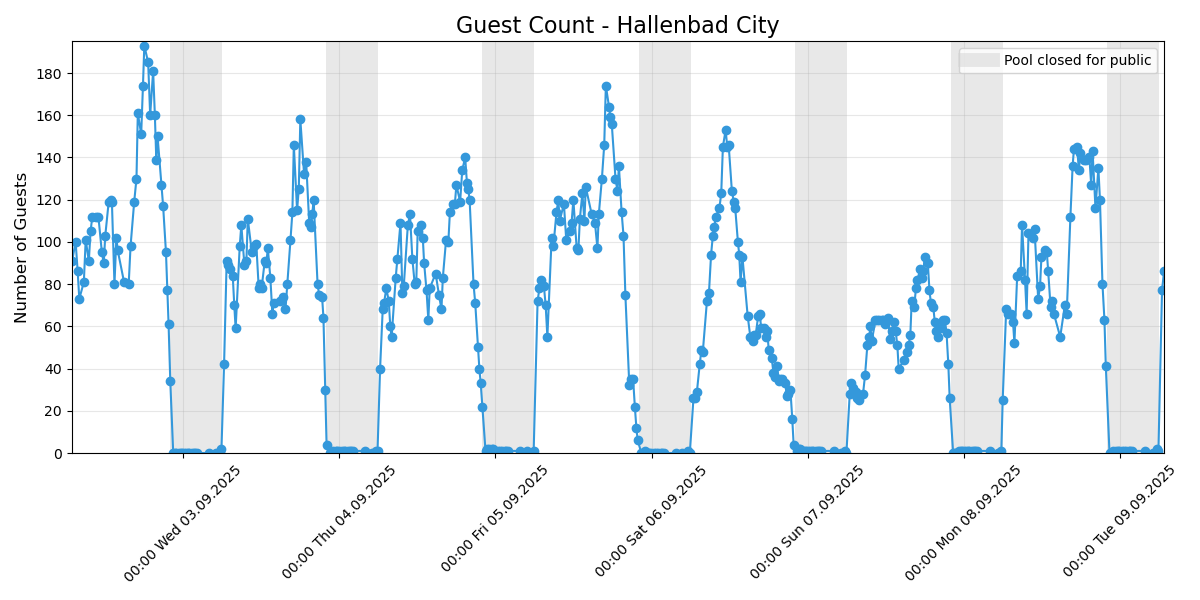 Guest Count - Hallenbad City
Pool closed for public
Number of Guests
180
160
140
120
100
80
60
40
20
0
00:00 Wed 03.09.2025
00:00 Thu 04.09.2025
00:00 Fri 05.09.2025
00:00 Sat 06.09.2025
00:00 Sun 07.09.2025
00:00 Mon 08.09.2025
00:00 Tue 09.09.2025